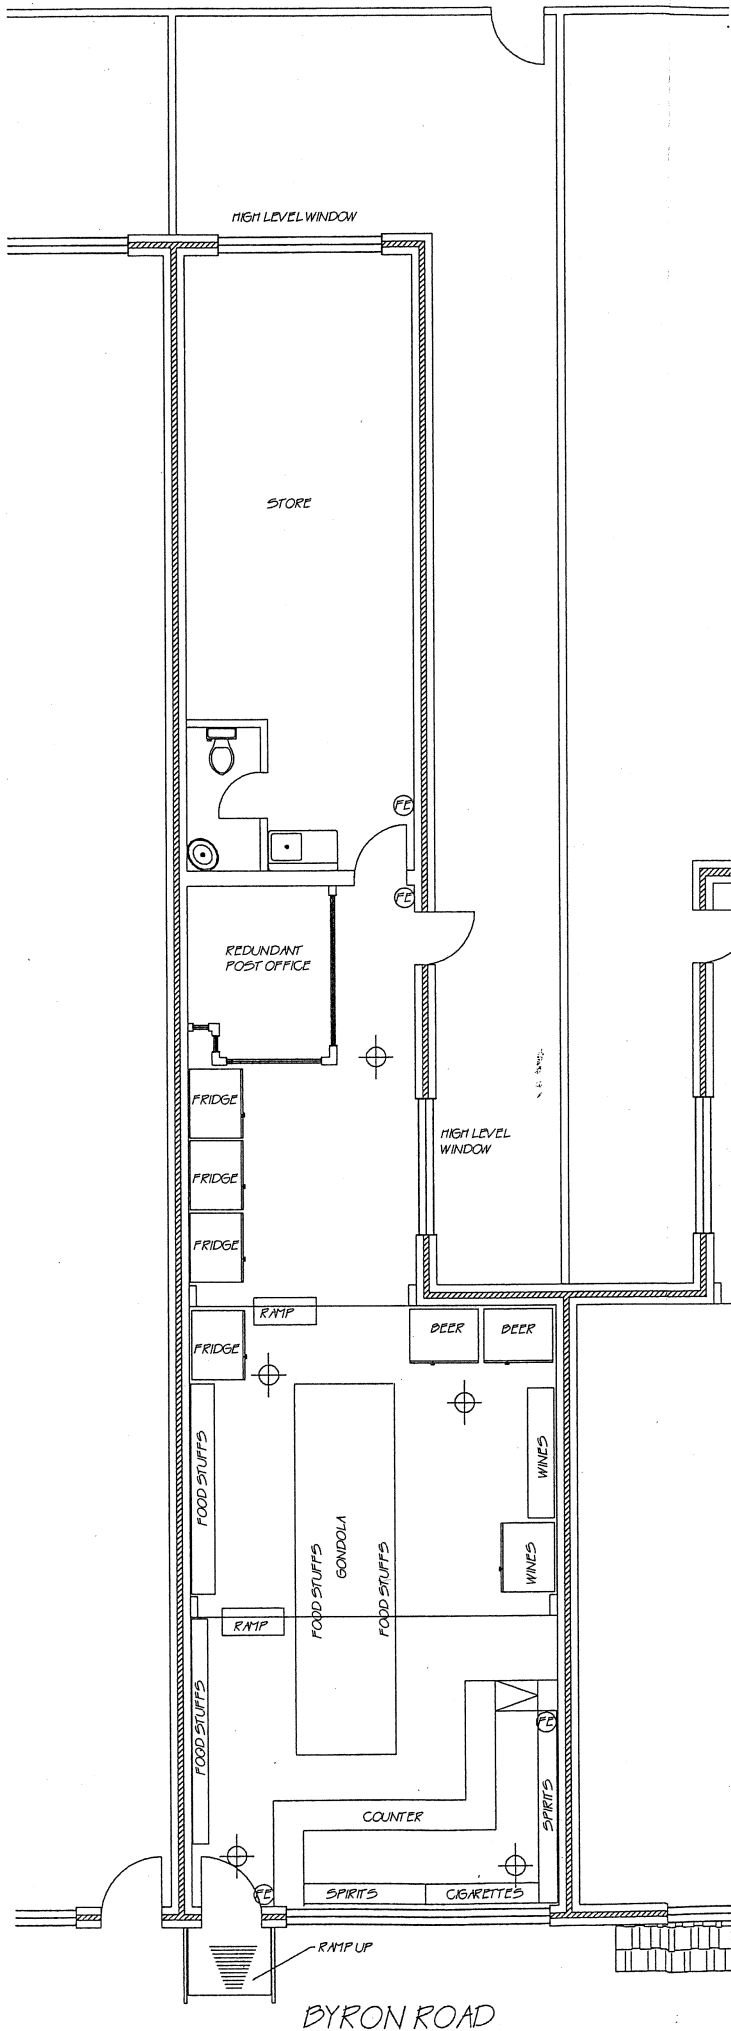 HIGH LEVEL WINDOW
STORE
FE
FE
REDUNDANT
POST OFFICE
FRIDGE
HIGH LEVEL
WINDOW
FRIDGE
FRIDGE
RAMP
BEER
BEER
FRIDGE
FOOD STUFFS
WINES
GONDOLA
FOOD STUFFS
FOOD STUFFS
WINES
RAMP
FOOD STUFFS
FE
SPIRITS
COUNTER
FE
SPIRITS
CIGARETTES
RAMP UP
BYRON ROAD